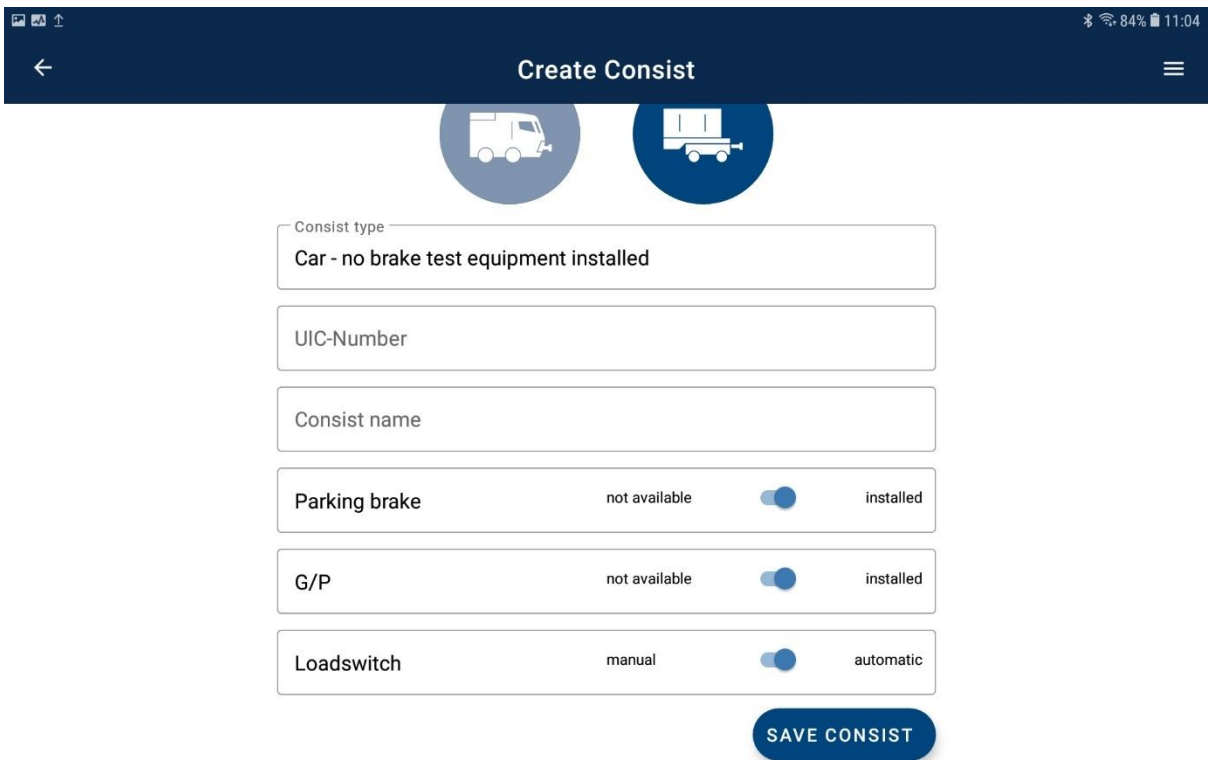 84% 11:04
Create Consist
Consist type
Car - no brake test equipment installed
UIC-Number
Consist name
Parking brake not available installed
G/P not available installed
Loadswitch manual automatic
SAVE CONSIST